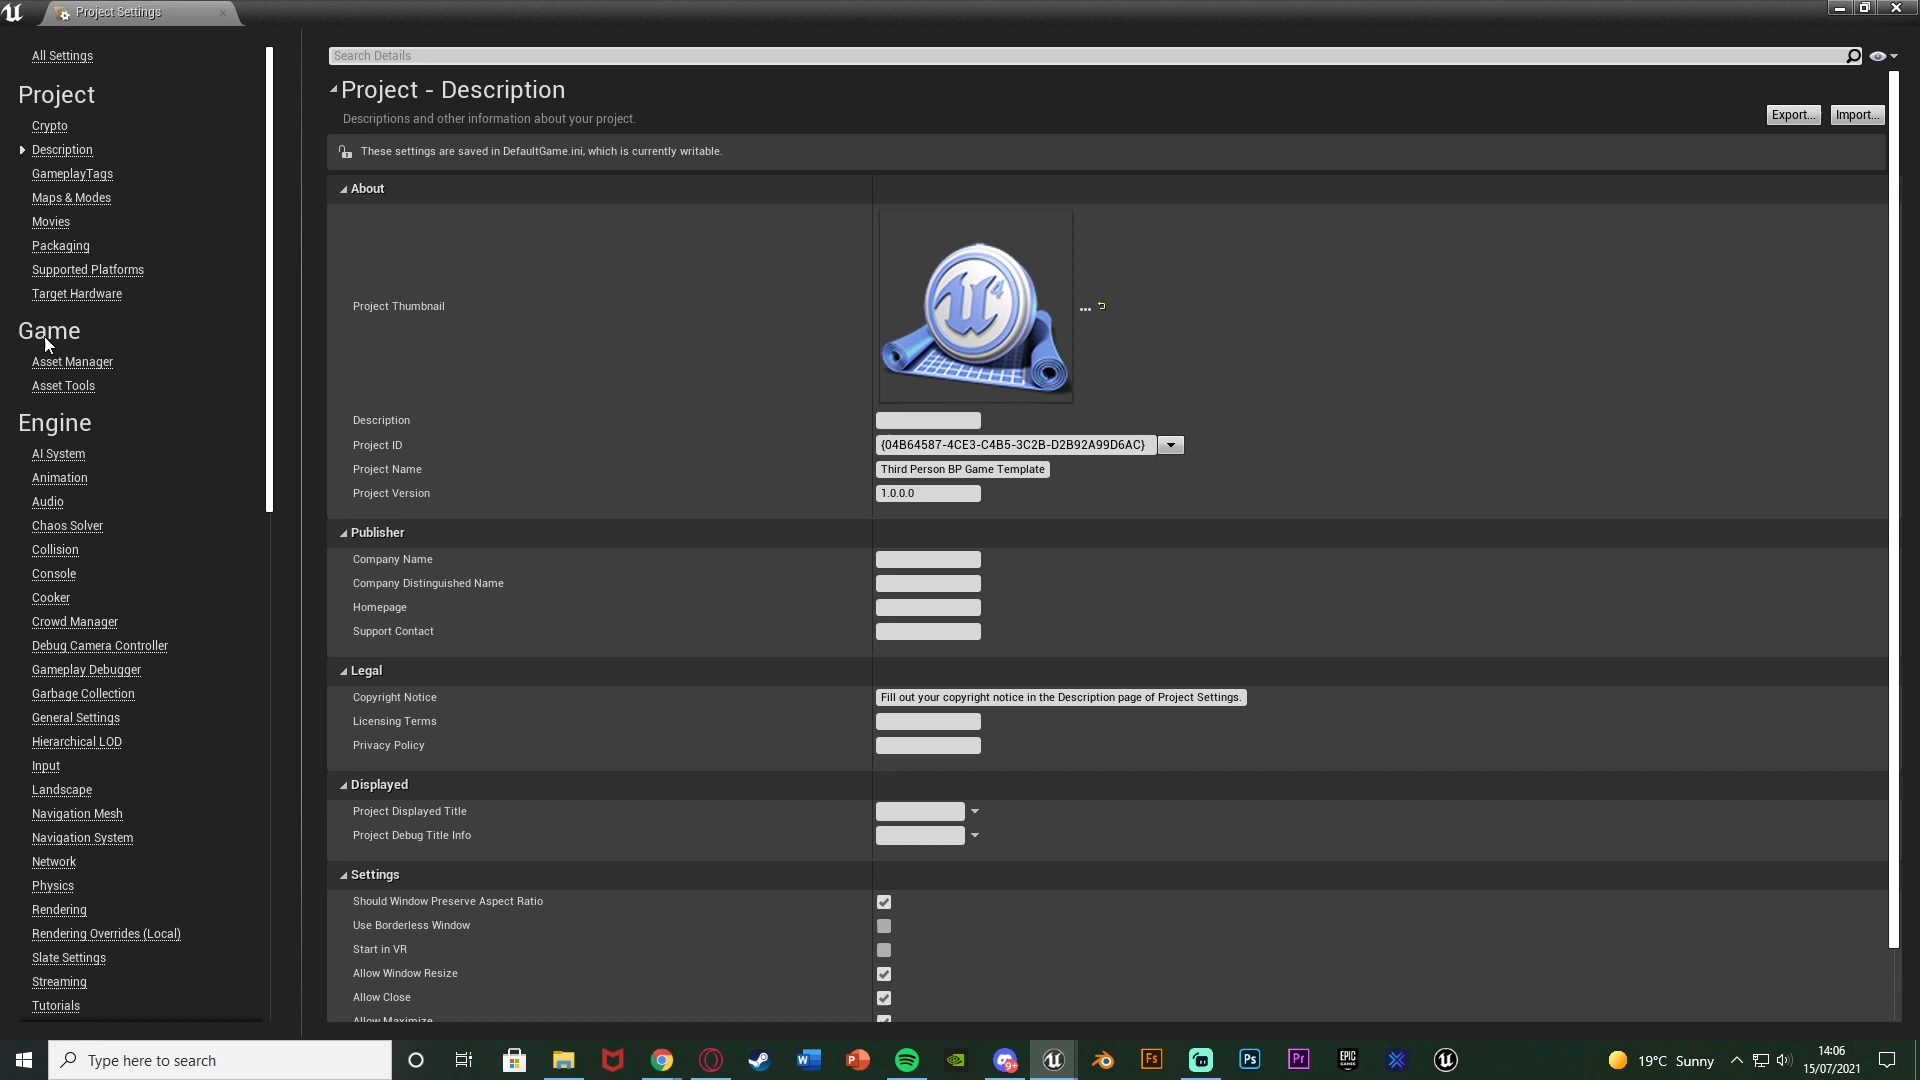 Project Settings
All Settings
Project
Crypto
Description
GameplayTags
Maps & Modes
Movies
Packaging
Supported Platforms
Target Hardware
Game
Asset Manager
Asset Tools
Engine
AI System
Animation
Audio
Chaos Solver
Collision
Console
Cooker
Crowd Manager
Debug Camera Controller
Gameplay Debugger
Garbage Collection
General Settings
Hierarchical LOD
Input
Landscape
Navigation Mesh
Navigation System
Network
Physics
Rendering
Rendering Overrides (Local)
Slate Settings
Streaming
Tutorials
Search Details
Project - Description
Descriptions and other information about your project.
Export... Import...
These settings are saved in DefaultGame.ini, which is currently writable.
About
Project Thumbnail
Description
Project ID {04B64587-4CE3-C4B5-3C2B-D2B92A99D6AC}
Project Name Third Person BP Game Template
Project Version 1.0.0.0
Publisher
Company Name
Company Distinguished Name
Homepage
Support Contact
Legal
Copyright Notice Fill out your copyright notice in the Description page of Project Settings.
Licensing Terms
Privacy Policy
Displayed
Project Displayed Title
Project Debug Title Info
Settings
Should Window Preserve Aspect Ratio
Use Borderless Window
Start in VR
Allow Window Resize
Allow Close
Allow Maximize
Type here to search
W P 9+ Fs Ps Pr EPIC GAMES
19°C Sunny
14:06
15/07/2021